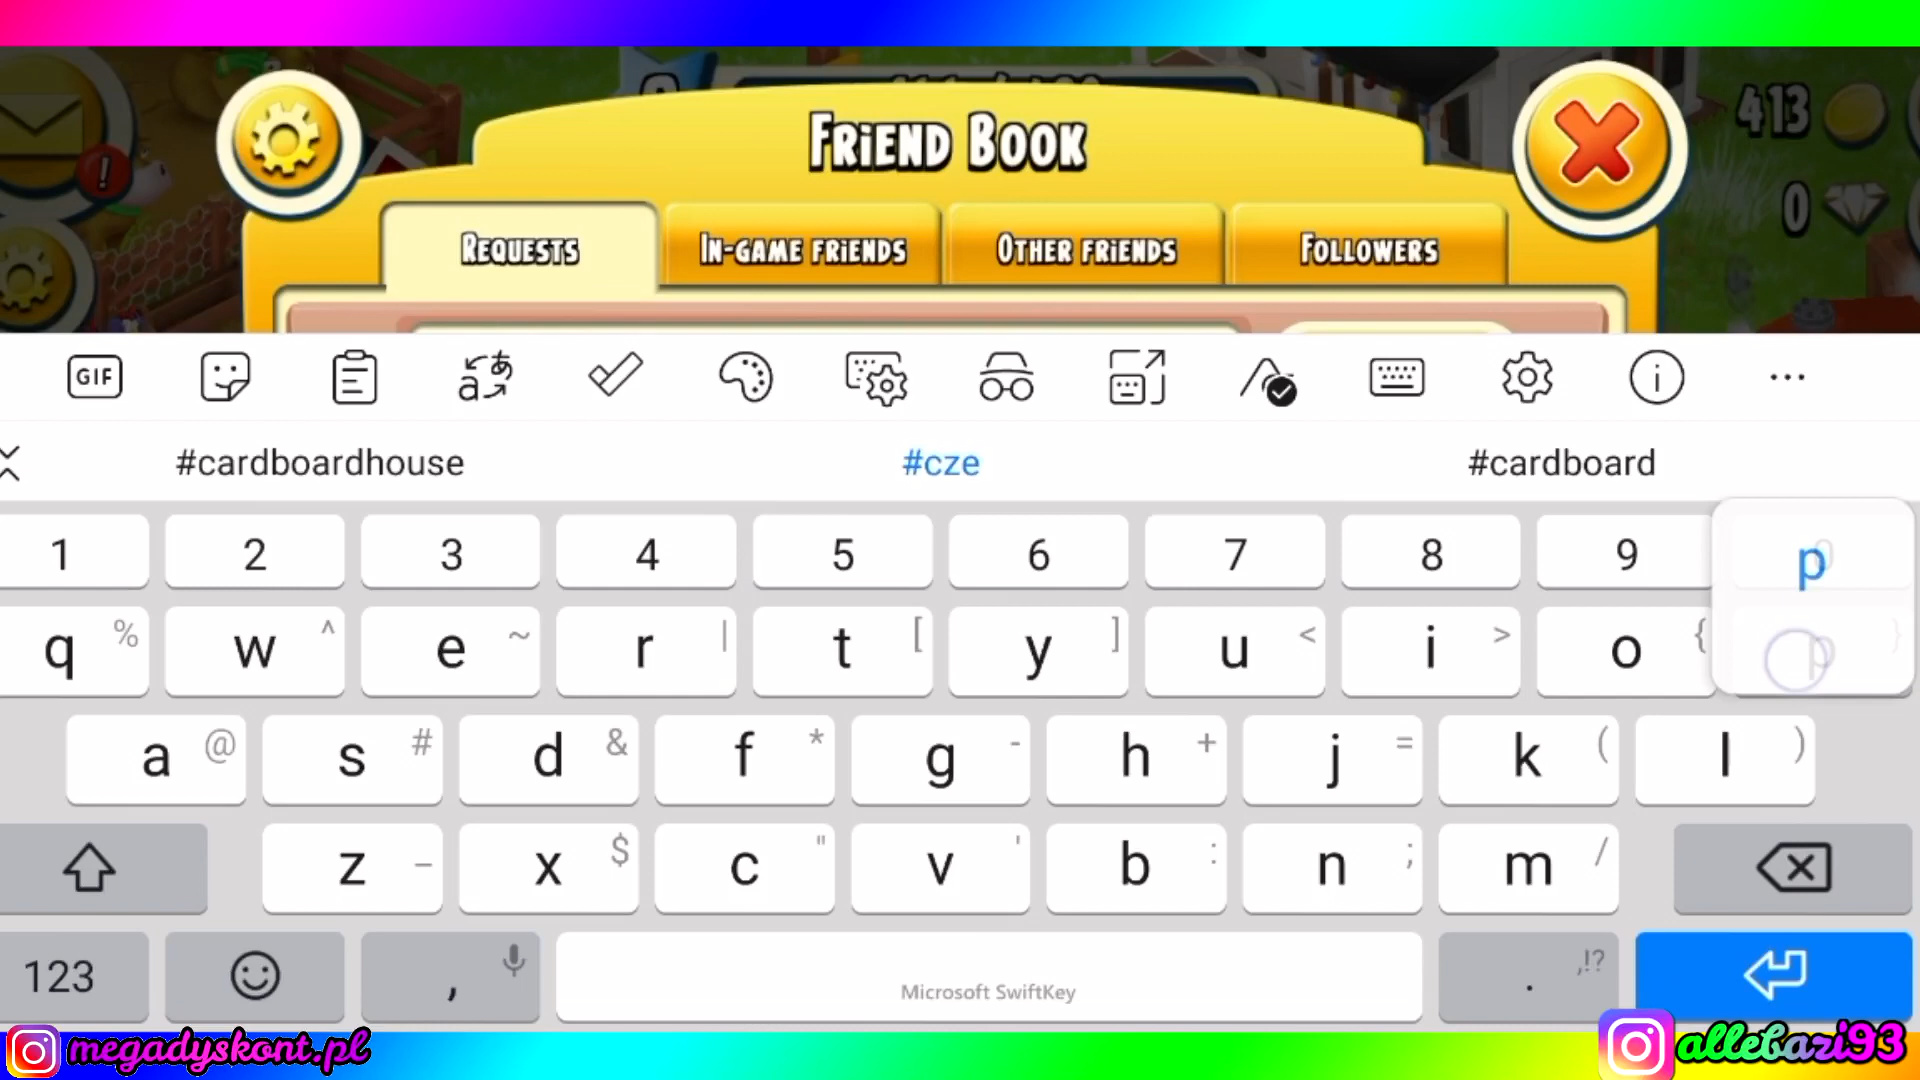 413
Friend Book
0
Requests In-game friends Other friends Followers
GIF
#cardboardhouse #cze #cardboard
1 2 3 4 5 6 7 8 9 p
q % w ^ e ~ r | t [ y ] u < i > o { p }
a @ s # d & f * g - h + j = k ( l )
z _ x $ c " v ' b : n ; m /
123 , Microsoft SwiftKey . ,!?
megadyskont.pl allebazi93